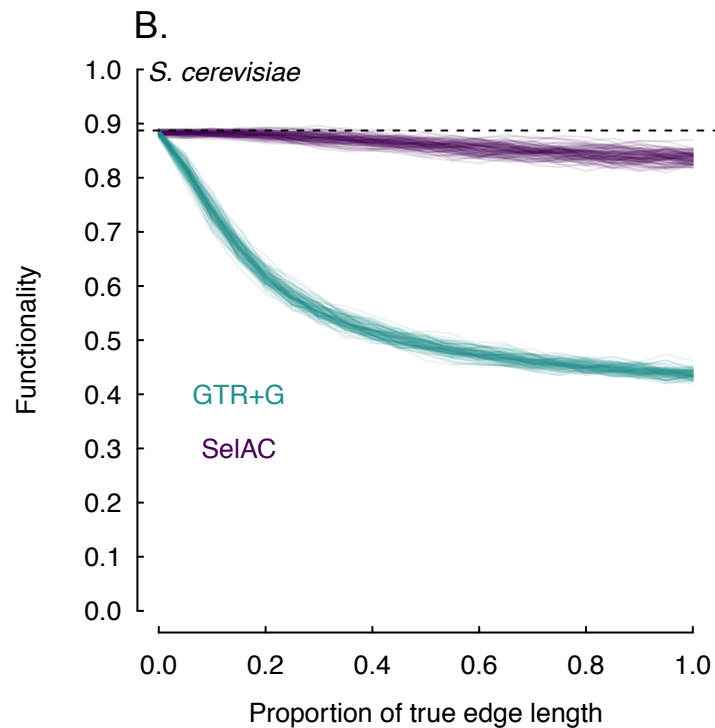 B.
S. cerevisiae
1.0
0.9
0.8
0.7
0.6
0.5
0.4
0.3
0.2
0.1
0.0
Functionality
GTR+G
SelAC
0.0 0.2 0.4 0.6 0.8 1.0
Proportion of true edge length